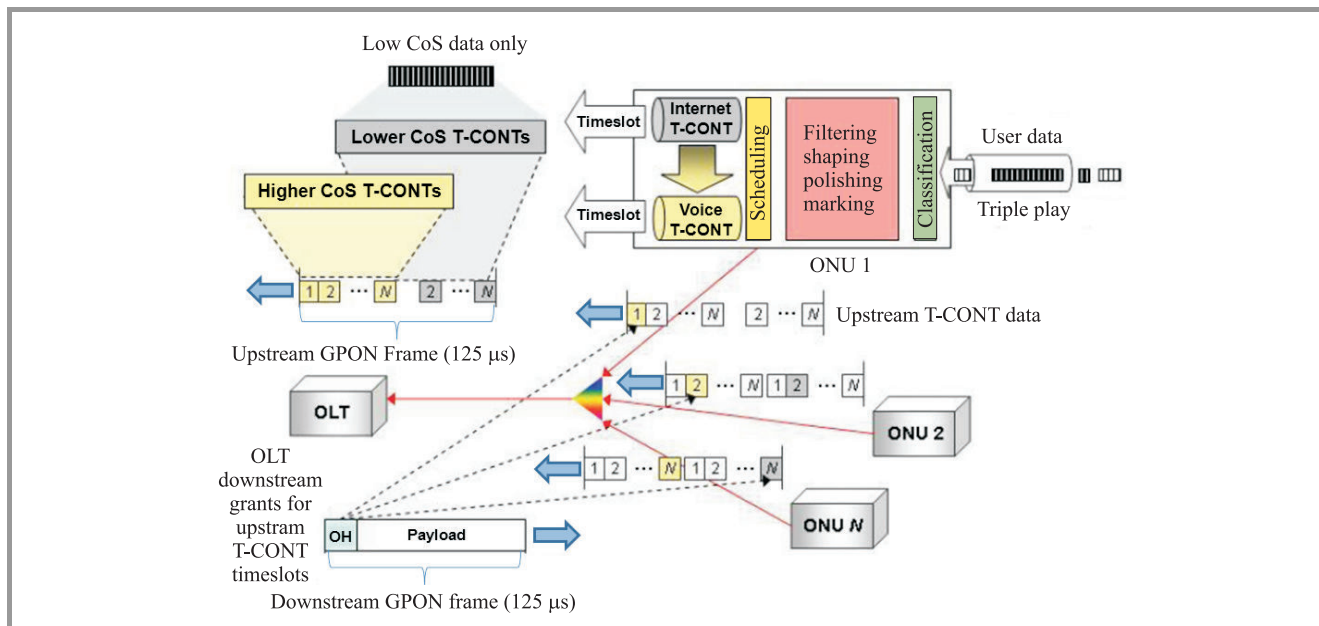 Low CoS data only
Lower CoS T-CONTs
Higher CoS T-CONTs
1 2 ··· N 2 ··· N
Upstream GPON Frame (125 μs)
Timeslot
Timeslot
Internet
T-CONT
Voice
T-CONT
Scheduling
Filtering
shaping
polishing
marking
Classification
User data
Triple play
ONU 1
1 2 ··· N 2 ··· N
Upstream T-CONT data
1 2 ··· N 1 2 ··· N
OLT
ONU 2
1 2 ··· N 1 2 ··· N
ONU N
OLT
downstream
grants for
upstram
T-CONT
timeslots
OH
Payload
Downstream GPON frame (125 μs)